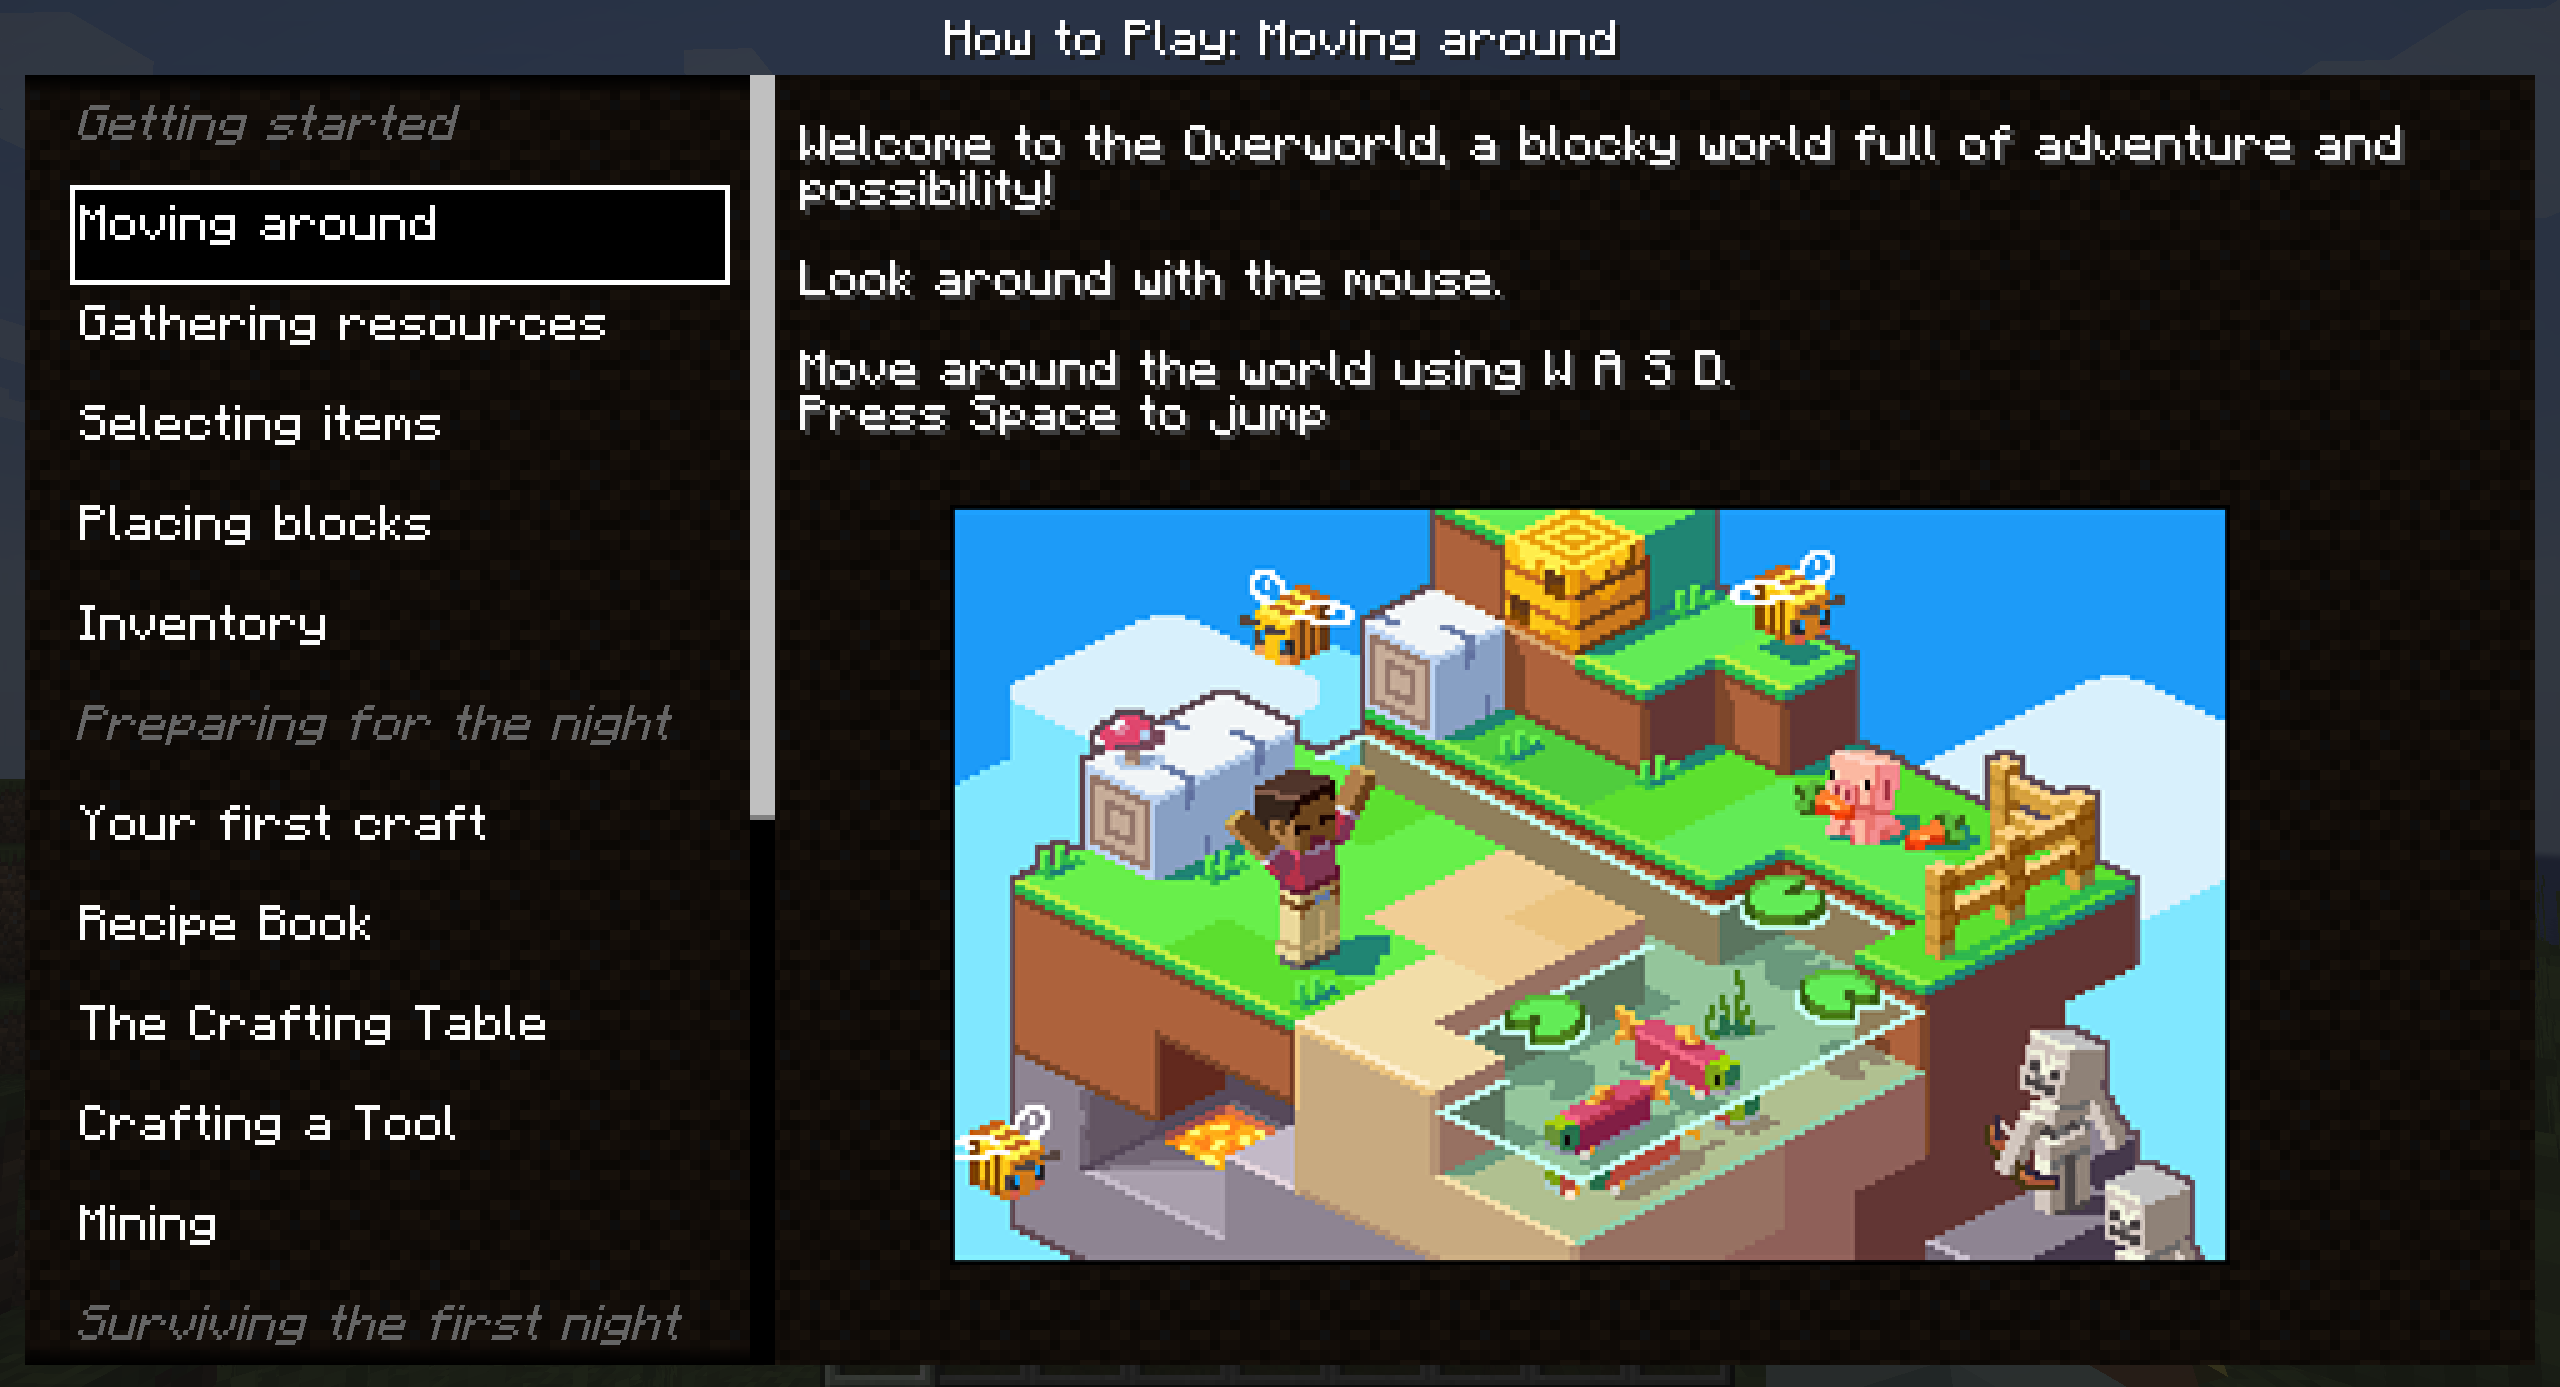 How to Play: Moving around
Getting started
Moving around
Gathering resources
Selecting items
Placing blocks
Inventory
Preparing for the night
Your first craft
Recipe Book
The Crafting Table
Crafting a Tool
Mining
Surviving the first night
Welcome to the Overworld, a blocky world full of adventure and
possibility!
Look around with the mouse.
Move around the world using W A S D.
Press Space to jump